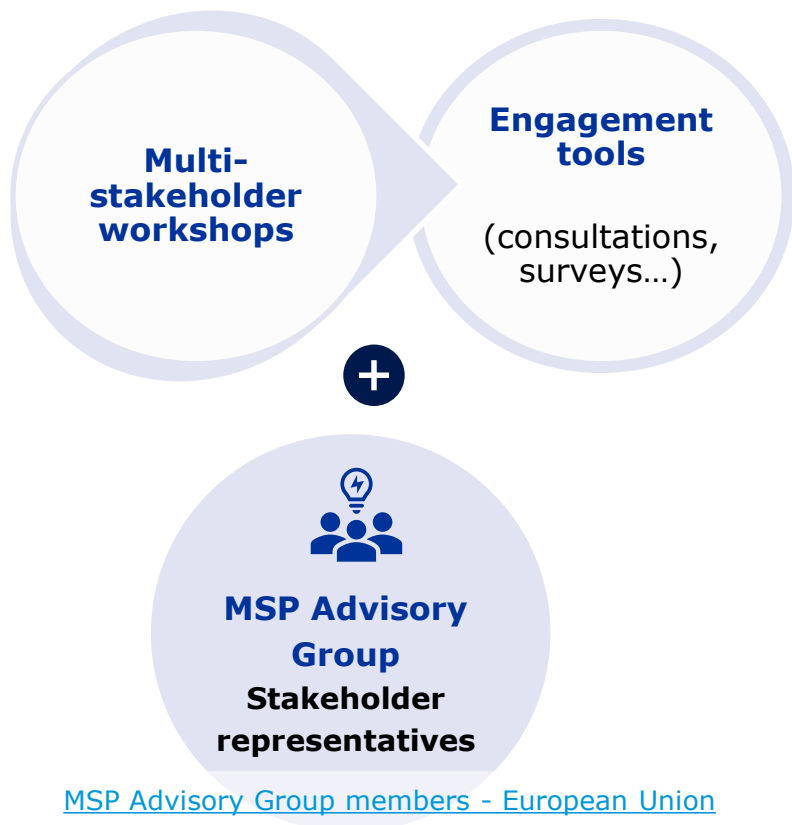 Multi-
stakeholder
workshops
Engagement
tools
(consultations,
surveys…)
MSP Advisory
Group
Stakeholder
representatives
MSP Advisory Group members - European Union